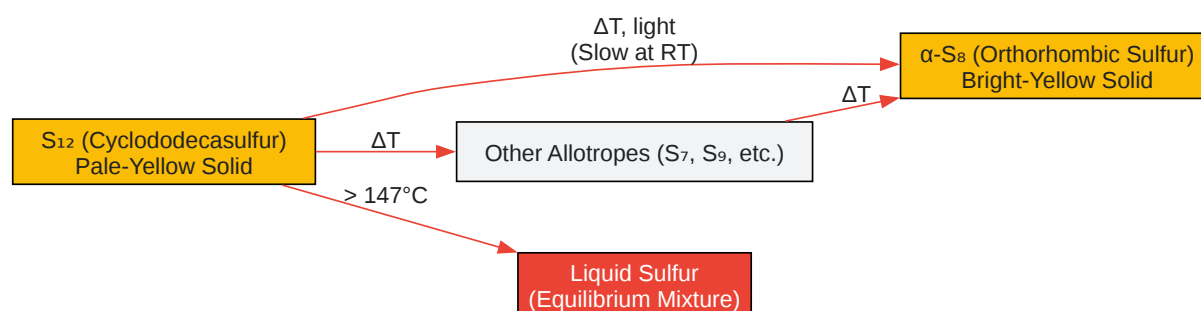 ΔT, light
(Slow at RT)
α-S₈ (Orthorhombic Sulfur)
Bright-Yellow Solid
ΔT
S₁₂ (Cyclododecasulfur)
Pale-Yellow Solid
ΔT
Other Allotropes (S₇, S₉, etc.)
> 147°C
Liquid Sulfur
(Equilibrium Mixture)